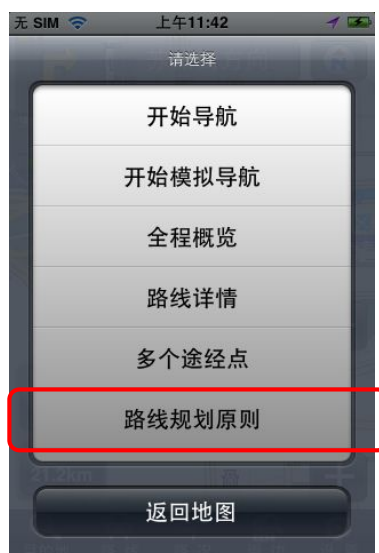 无 SIM 上午11:42
请选择
开始导航
开始模拟导航
全程概览
路线详情
多个途经点
路线规划原则
21.2km
返回地图